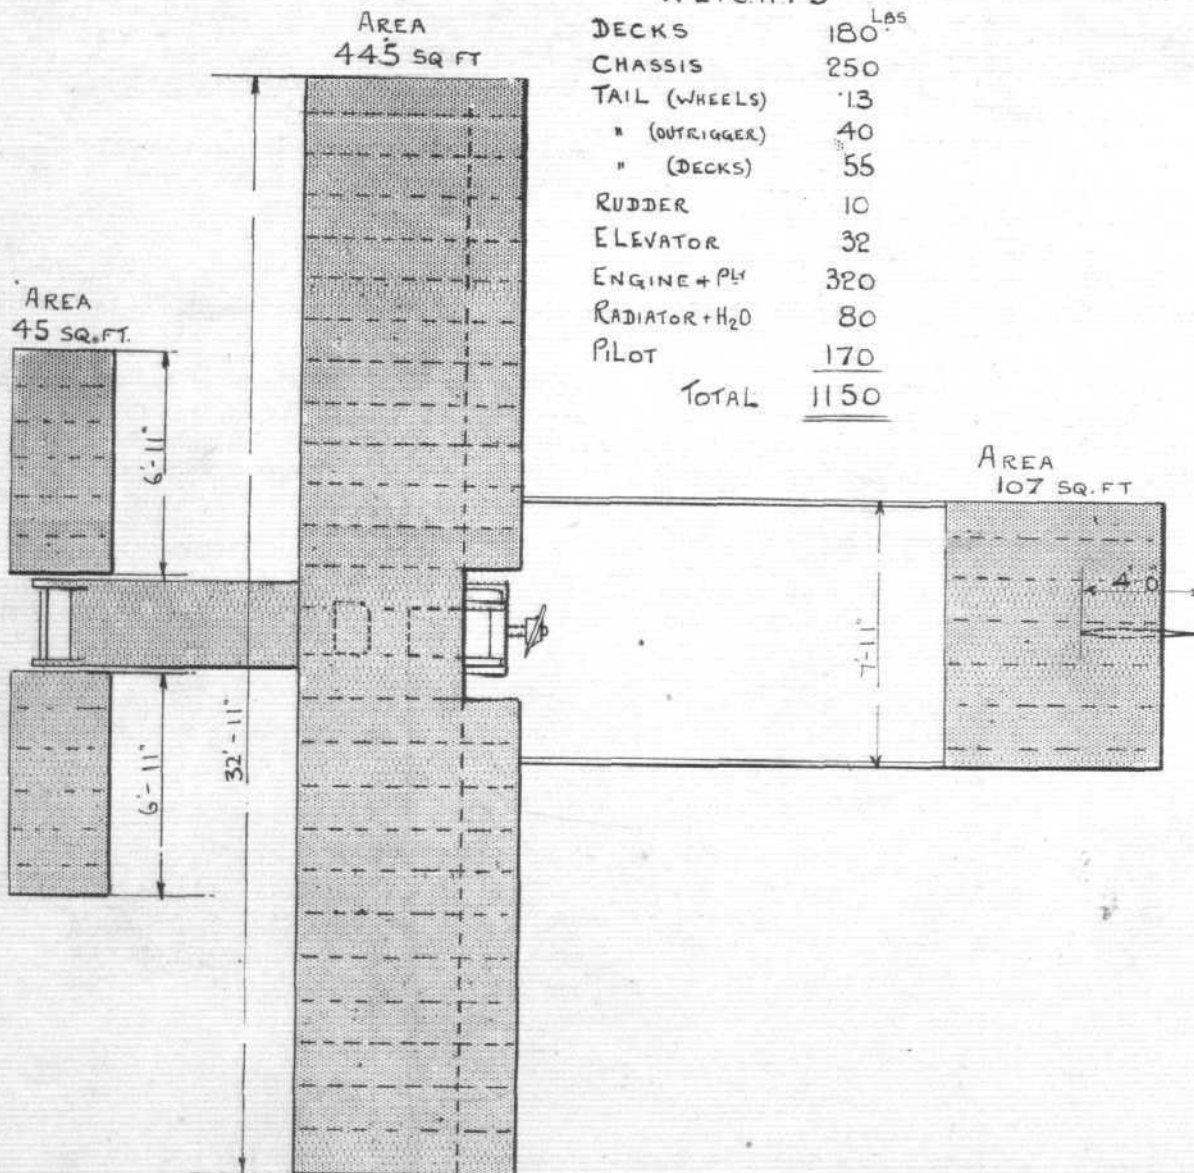 WEIGHTS
AREA
445 SQ FT
LBS
DECKS 180
CHASSIS 250
TAIL (WHEELS) 13
" (OUTRIGGER) 40
" (DECKS) 55
RUDDER 10
ELEVATOR 32
ENGINE + PLT 320
RADIATOR + H2O 80
PILOT 170
TOTAL 1150
AREA
45 SQ.FT.
6'-11"
AREA
107 SQ. FT
4'-0"
7'-11"
32'-11"
6'-11"